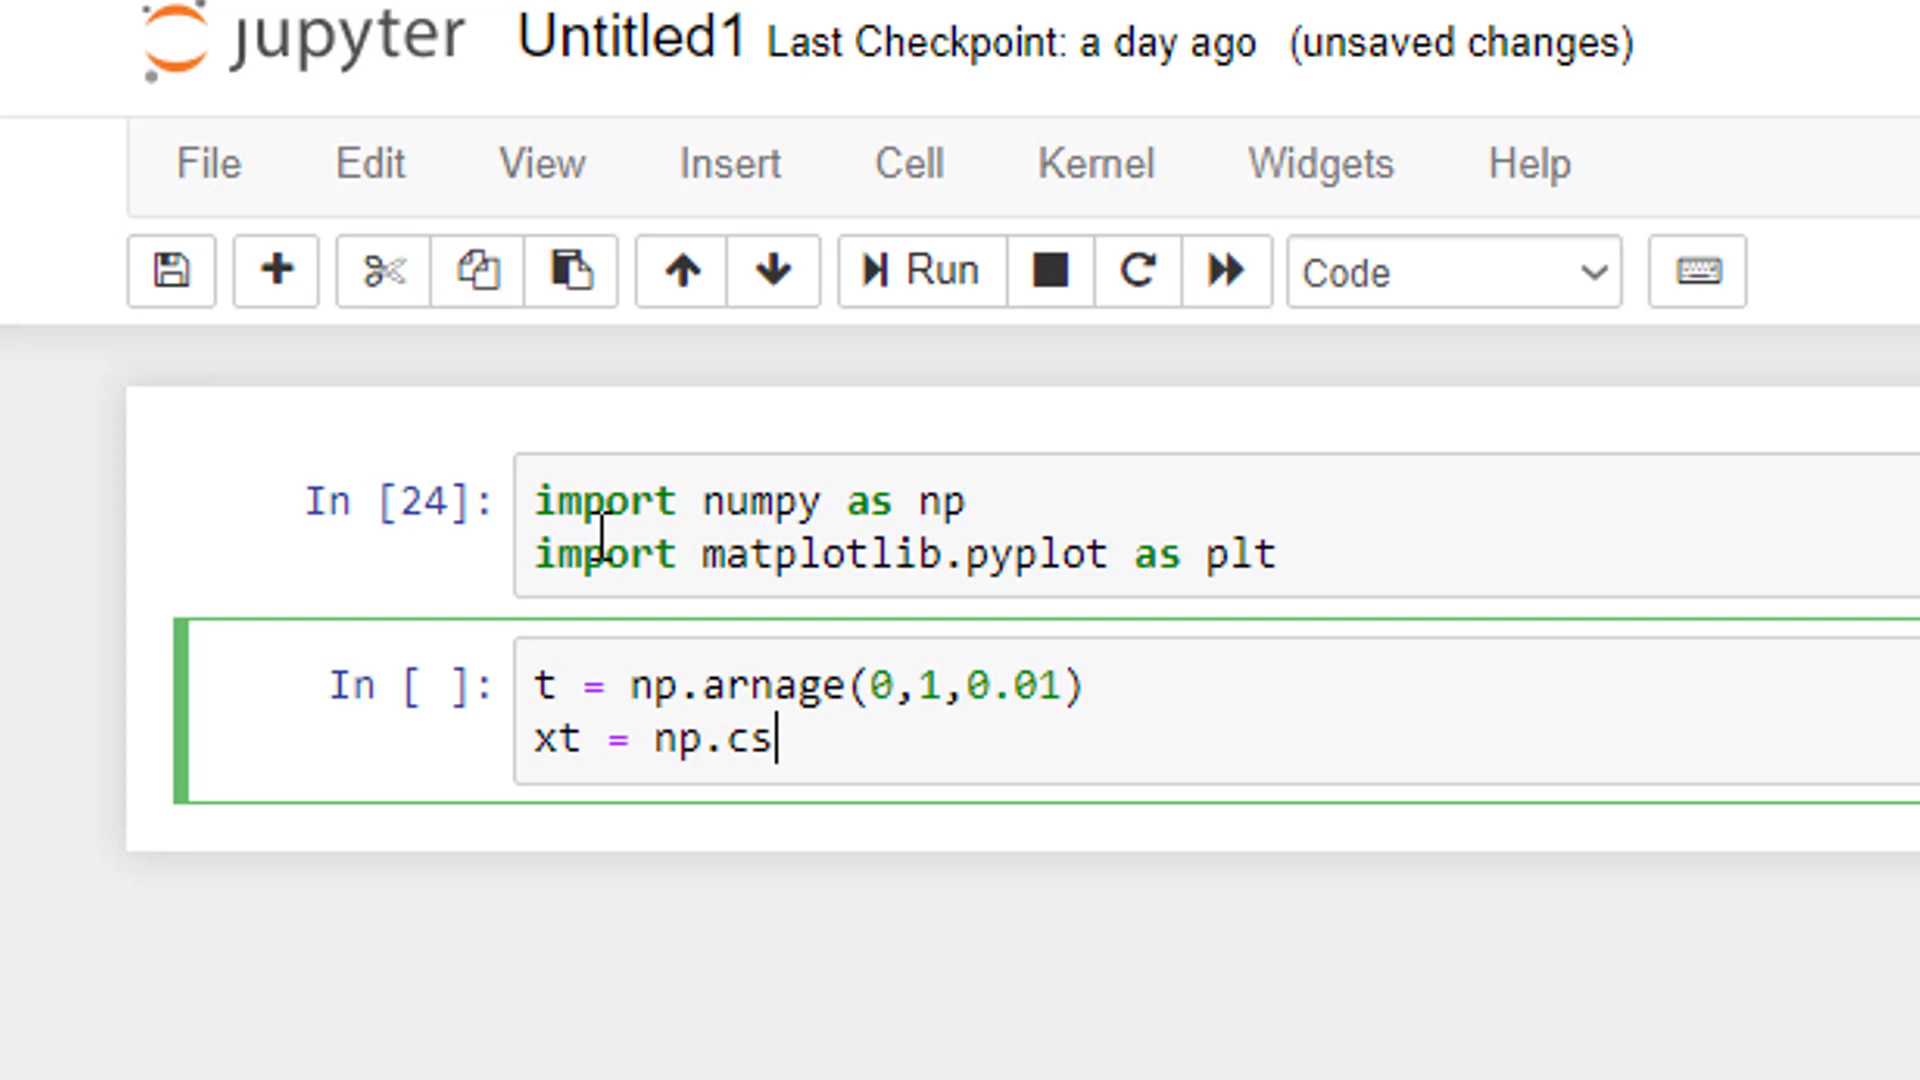 jupyter Untitled1 Last Checkpoint: a day ago (unsaved changes)
File Edit View Insert Cell Kernel Widgets Help
Run Code
In [24]: import numpy as np
import matplotlib.pyplot as plt
In [ ]: t = np.arnage(0,1,0.01)
xt = np.cs